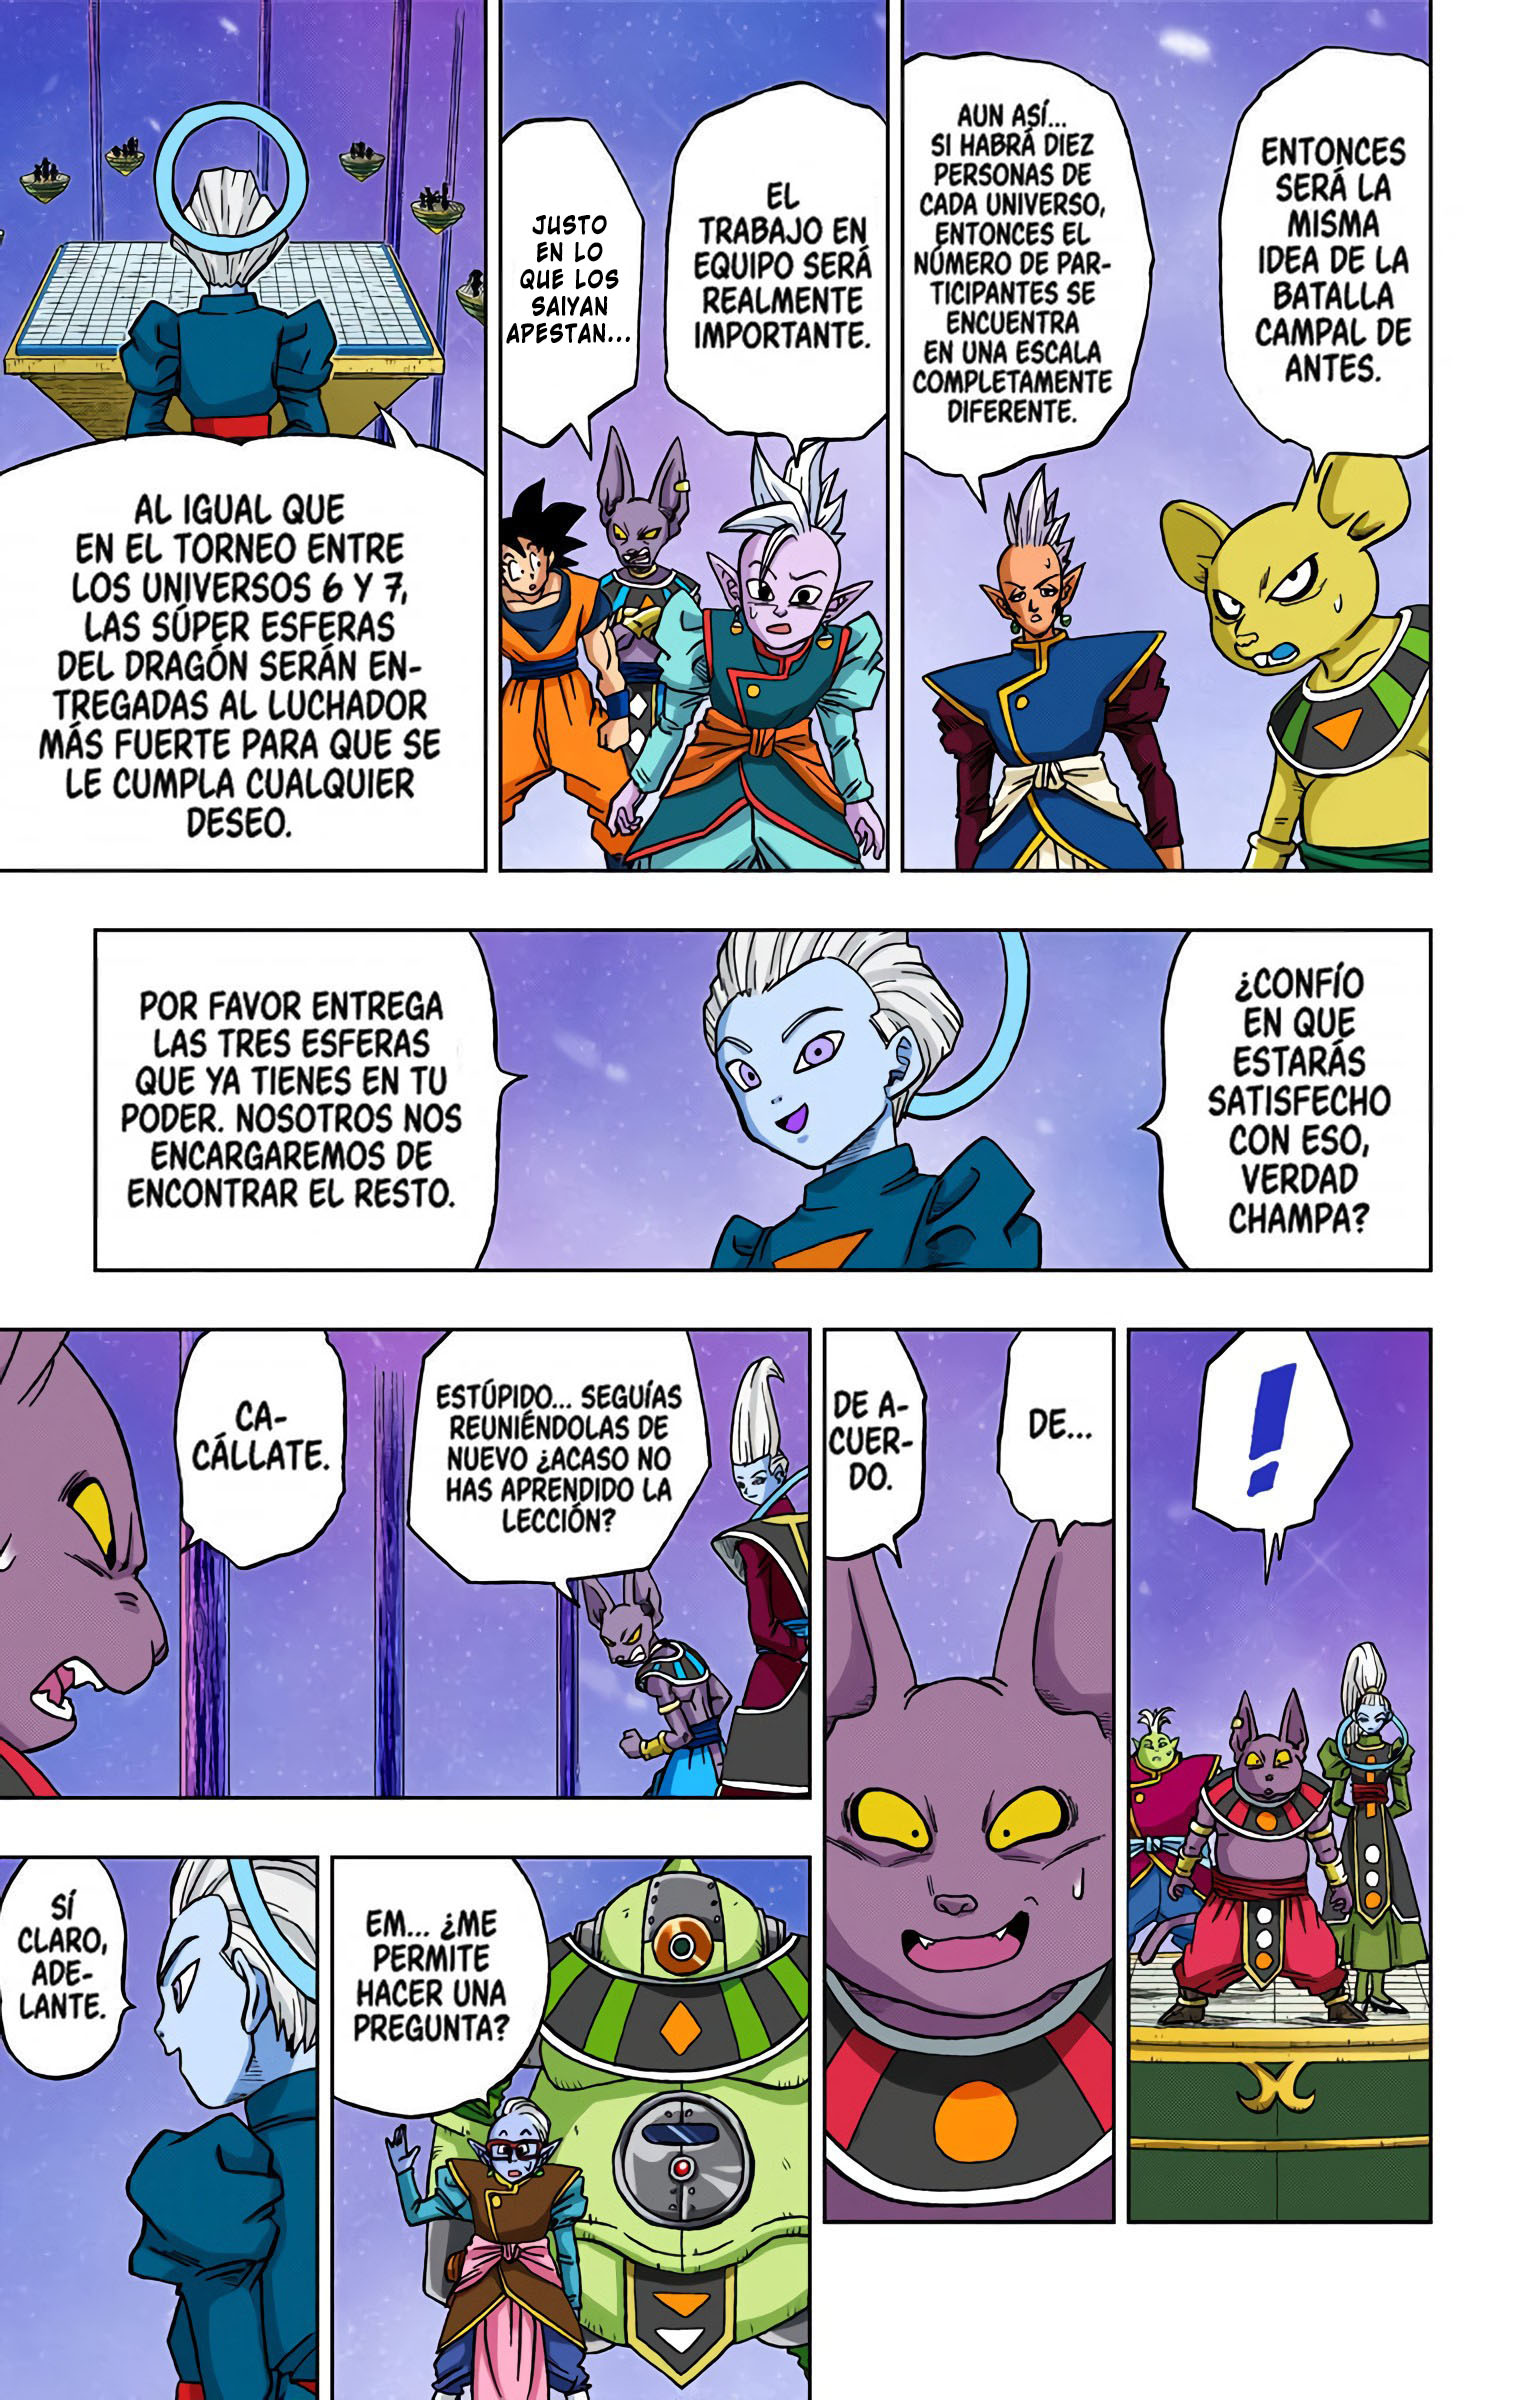 ENTONCES
SERÁ LA
MISMA
IDEA DE LA
BATALLA
CAMPAL DE
ANTES.
AUN ASÍ...
SI HABRÁ DIEZ
PERSONAS DE
CADA UNIVERSO,
ENTONCES EL
NÚMERO DE PAR-
TICIPANTES SE
ENCUENTRA
EN UNA ESCALA
COMPLETAMENTE
DIFERENTE.
EL
TRABAJO EN
EQUIPO SERÁ
REALMENTE
IMPORTANTE.
JUSTO
EN LO
QUE LOS
SAIYAN
APESTAN...
AL IGUAL QUE
EN EL TORNEO ENTRE
LOS UNIVERSOS 6 Y 7,
LAS SÚPER ESFERAS
DEL DRAGÓN SERÁN EN-
TREGADAS AL LUCHADOR
MÁS FUERTE PARA QUE SE
LE CUMPLA CUALQUIER
DESEO.
¿CONFÍO
EN QUE
ESTARÁS
SATISFECHO
CON ESO,
VERDAD
CHAMPA?
POR FAVOR ENTREGA
LAS TRES ESFERAS
QUE YA TIENES EN TU
PODER. NOSOTROS NOS
ENCARGAREMOS DE
ENCONTRAR EL RESTO.
!
DE...
DE A-
CUER-
DO.
ESTÚPIDO... SEGUÍAS
REUNIÉNDOLAS DE
NUEVO ¿ACASO NO
HAS APRENDIDO LA
LECCIÓN?
CA-
CÁLLATE.
EM... ¿ME
PERMITE
HACER UNA
PREGUNTA?
SÍ
CLARO,
ADE-
LANTE.